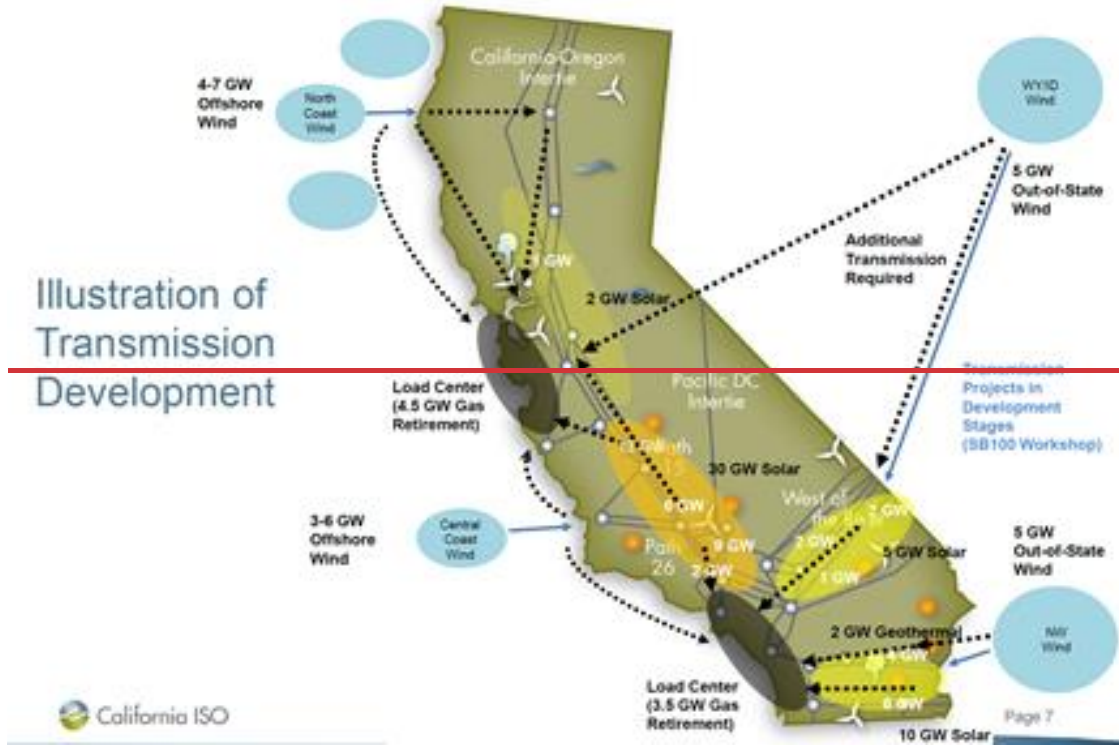 California-Oregon
Intertie
4-7 GW
Offshore
Wind
North
Coast
Wind
WY/ID
Wind
5 GW
Out-of-State
Wind
Additional
Transmission
Required
2 GW Solar
Illustration of
Transmission
Development
Load Center
(4.5 GW Gas
Retirement)
Pacific DC
Intertie
Transmission
Projects in
Development
Stages
(SB100 Workshop)
30 GW Solar
West of
6 GW
2 GW
2 GW
3-6 GW
Offshore
Wind
Central
Coast
Wind
Path
26
9 GW
5 GW Solar
1 GW
5 GW
Out-of-State
Wind
2 GW Geothermal
NW
Wind
Load Center
(3.5 GW Gas
Retirement)
6 GW
10 GW Solar
California ISO
Page 7